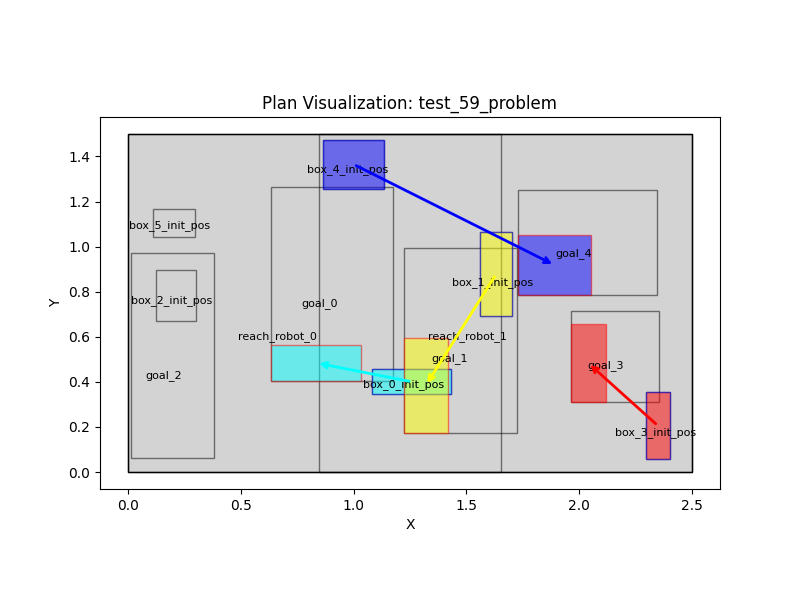 Plan Visualization: test_59_problem
Y
1.4
1.2
1.0
0.8
0.6
0.4
0.2
0.0
box_4_init_pos
box_5_init_pos
goal_4
box_1_init_pos
box_2_init_pos
goal_0
reach_robot_0
reach_robot_1
goal_1
goal_3
goal_2
box_0_init_pos
box_3_init_pos
0.0
0.5
1.0
1.5
2.0
2.5
X